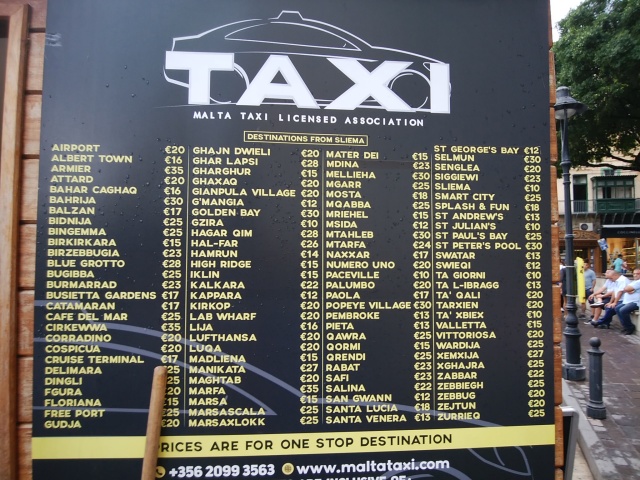 TAXI
MALTA TAXI LICENSED ASSOCIATION
DESTINATIONS FROM SLIEMA
AIRPORT €20
ALBERT TOWN €16
ARMIER €35
ATTARD €20
BAHAR CAGHAQ €16
BAHRIJA €30
BALZAN €17
BIDNIJA €25
BINGEMMA €25
BIRKIRKARA €15
BIRZEBBUGIA €23
BLUE GROTTO €28
BUGIBBA €25
BURMARRAD €23
BUSIETTA GARDENS €17
CATAMARAN €17
CAFE DEL MAR €25
CIRKEWWA €35
CORRADINO €20
COSPICUA €20
CRUISE TERMINAL €17
DELIMARA €25
DINGLI €25
FGURA €20
FLORIANA €15
FREE PORT €25
GUDJA €20
GHAJN DWIELI €20
GHAR LAPSI €28
GHARGHUR €15
GHAXAQ €20
GIANPULA VILLAGE €20
G'MANGIA €12
GOLDEN BAY €30
GZIRA €10
HAGAR QIM €28
HAL-FAR €26
HAMRUN €14
HIGH RIDGE €15
IKLIN €15
KALKARA €22
KAPPARA €12
KIRKOP €20
LAB WHARF €20
LIJA €16
LUFTHANSA €20
LUQA €20
MADLIENA €15
MANIKATA €27
MAGHTAB €20
MARFA €35
MARSA €15
MARSASCALA €25
MARSAXLOKK €25
MATER DEI €15
MDINA €23
MELLIEHA €30
MGARR €25
MOSTA €18
MQABBA €25
MRIEHEL €15
MSIDA €12
MTAHLEB €30
MTARFA €24
NAXXAR €17
NUMERO UNO €20
PACEVILLE €10
PALUMBO €20
PAOLA €17
POPEYE VILLAGE €30
PEMBROKE €13
PIETA €13
QAWRA €25
QORMI €15
QRENDI €25
RABAT €23
SAFI €23
SALINA €20
SAN GWANN €12
SANTA LUCIA €18
SANTA VENERA €13
ST GEORGE'S BAY €12
SELMUN €30
SENGLEA €20
SIGGIEWI €23
SLIEMA €10
SMART CITY €25
SPLASH & FUN €18
ST ANDREW'S €13
ST JULIAN'S €10
ST PAUL'S BAY €25
ST PETER'S POOL €30
SWATAR €13
SWIEQI €12
TA GIORNI €10
TA L-IBRAGG €13
TA' QALI €20
TARXIEN €20
TA' XBIEX €10
VALLETTA €15
VITTORIOSA €20
WARDIJA €25
XEMXIJA €27
XGHAJRA €25
ZABBAR €22
ZEBBIEGH €25
ZEBBUG €20
ZEJTUN €20
ZURRIEQ €25
PRICES ARE FOR ONE STOP DESTINATION
+356 2099 3563 www.maltataxi.com
ARE INCLUSIVE OF: